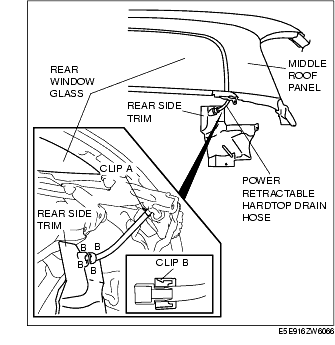 REAR
WINDOW
GLASS
MIDDLE
ROOF
PANEL
REAR SIDE
TRIM
POWER
RETRACTABLE
HARDTOP DRAIN
HOSE
CLIP A
REAR SIDE
TRIM
B B
B
B
CLIP B
E5E916ZW6066